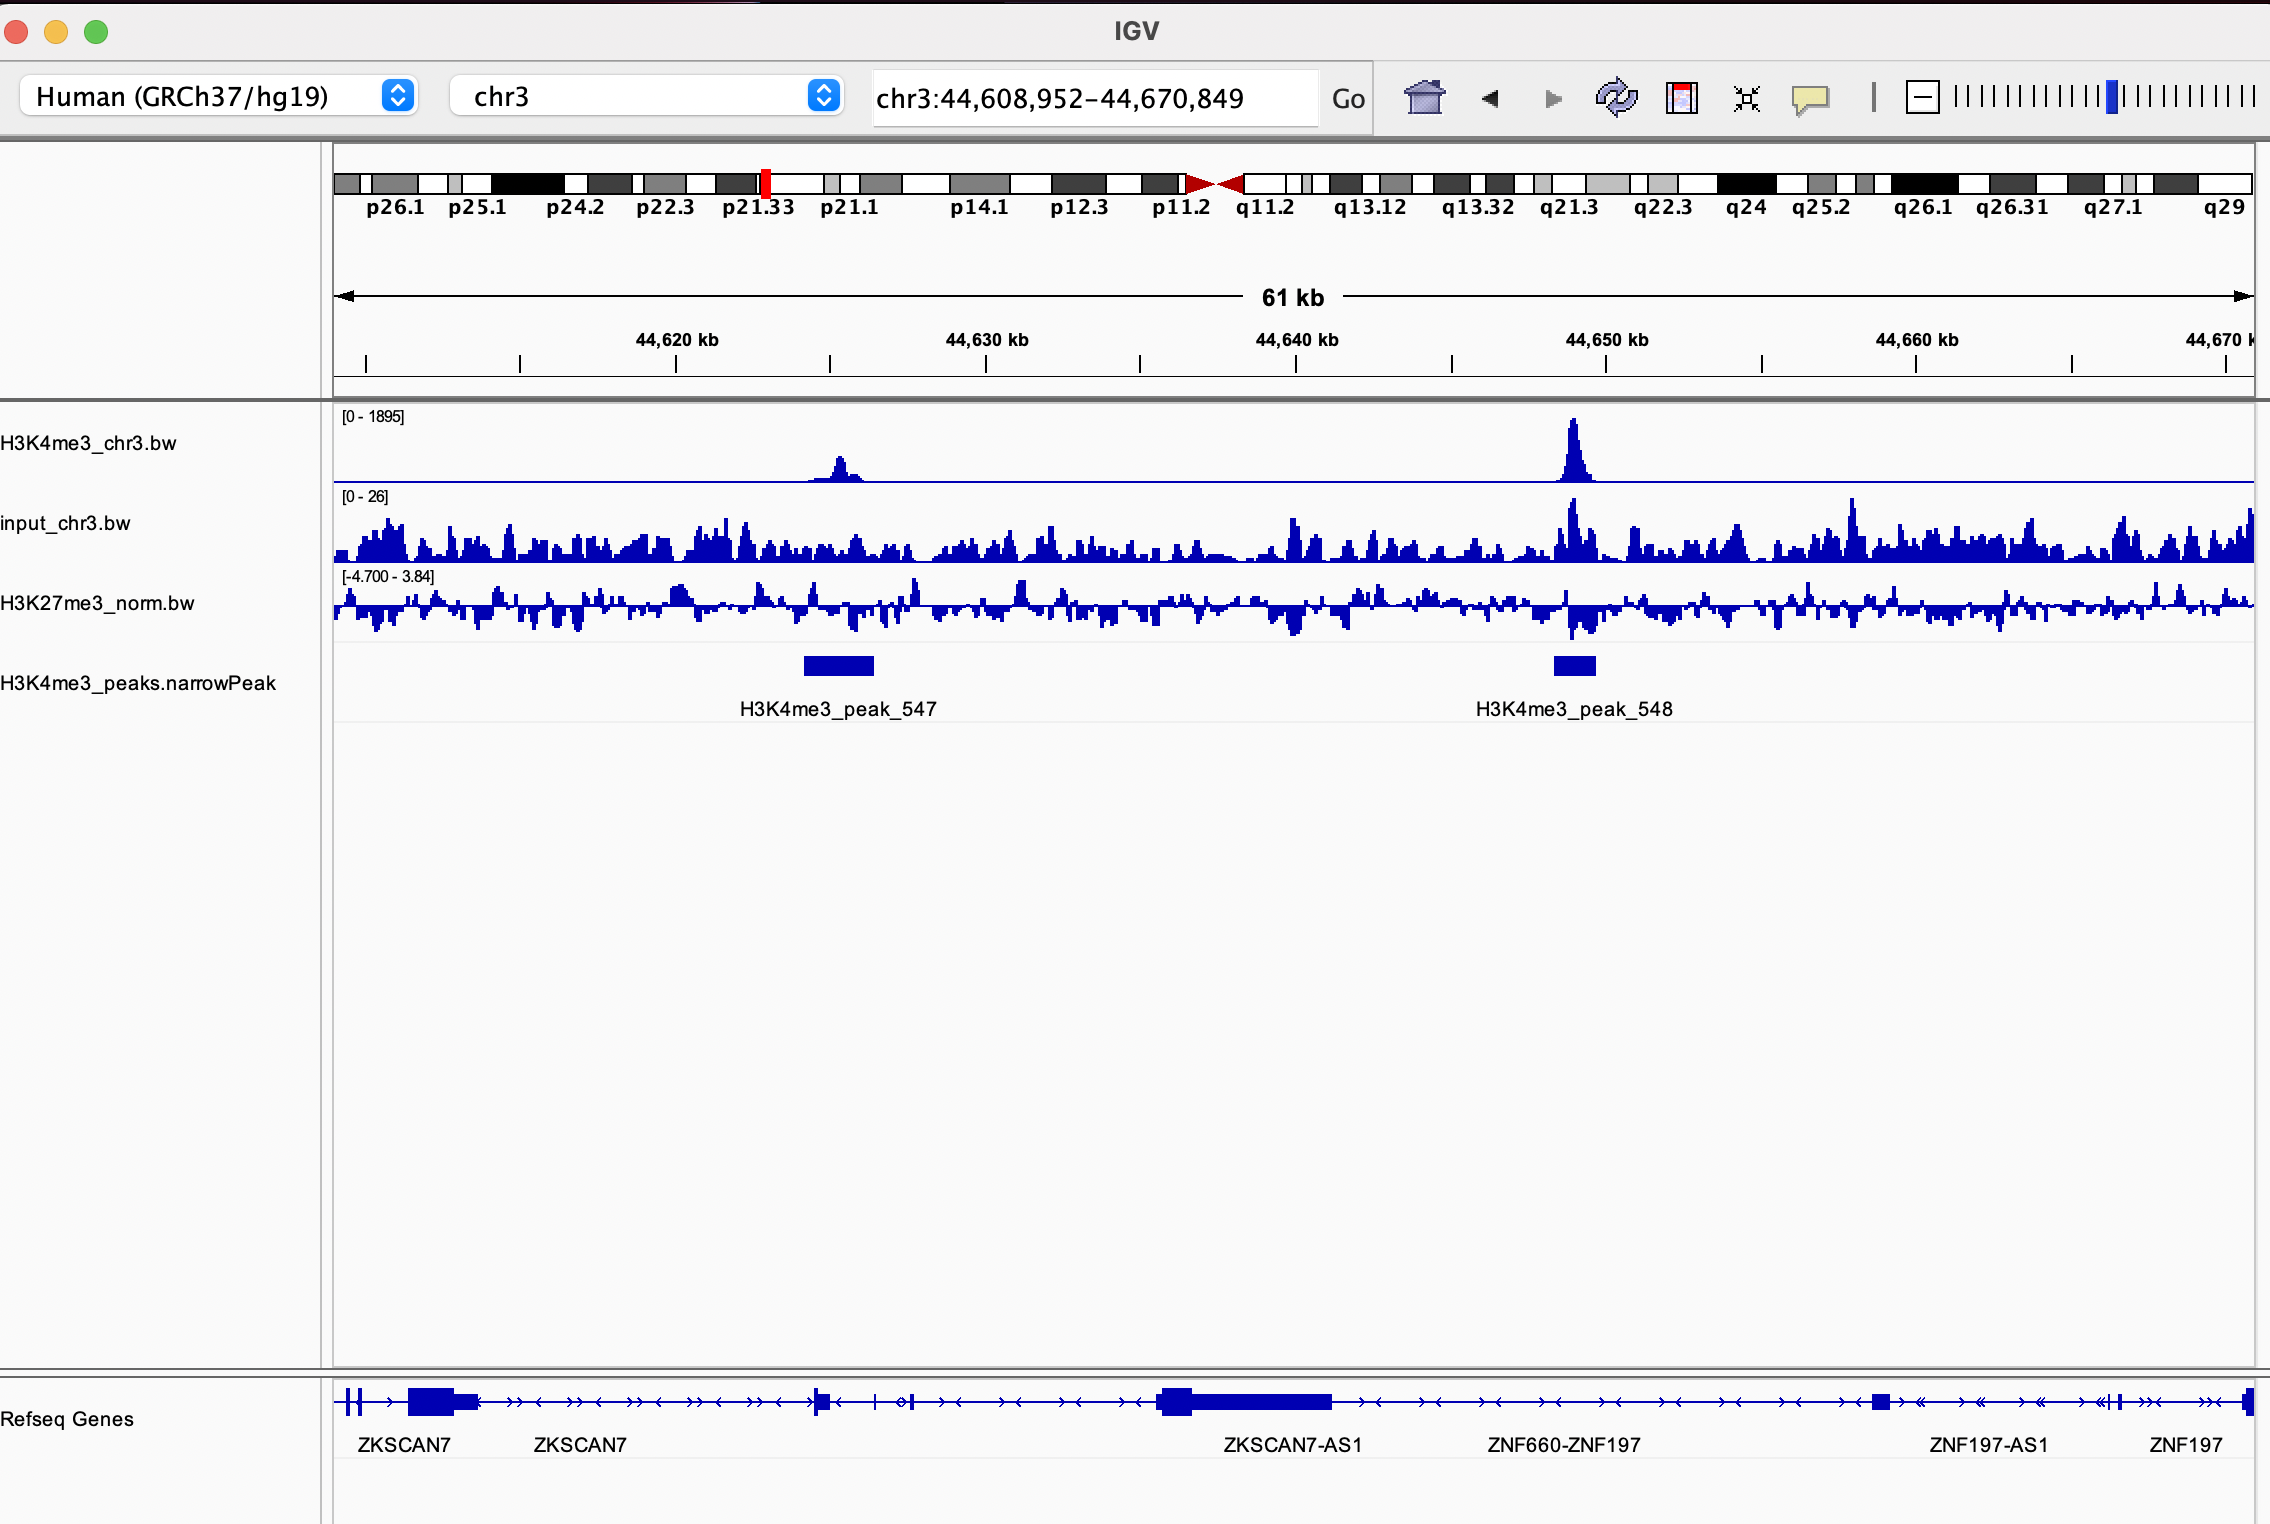 IGV
Human (GRCh37/hg19) chr3 chr3:44,608,952-44,670,849 Go
p26.1 p25.1 p24.2 p22.3 p21.33 p21.1 p14.1 p12.3 p11.2 q11.2 q13.12 q13.32 q21.3 q22.3 q24 q25.2 q26.1 q26.31 q27.1 q29
61 kb
44,620 kb 44,630 kb 44,640 kb 44,650 kb 44,660 kb 44,670 k
[0 - 1895]
H3K4me3_chr3.bw
[0 - 26]
input_chr3.bw
[-4.700 - 3.84]
H3K27me3_norm.bw
H3K4me3_peaks.narrowPeak
H3K4me3_peak_547 H3K4me3_peak_548
Refseq Genes
ZKSCAN7 ZKSCAN7 ZKSCAN7-AS1 ZNF660-ZNF197 ZNF197-AS1 ZNF197